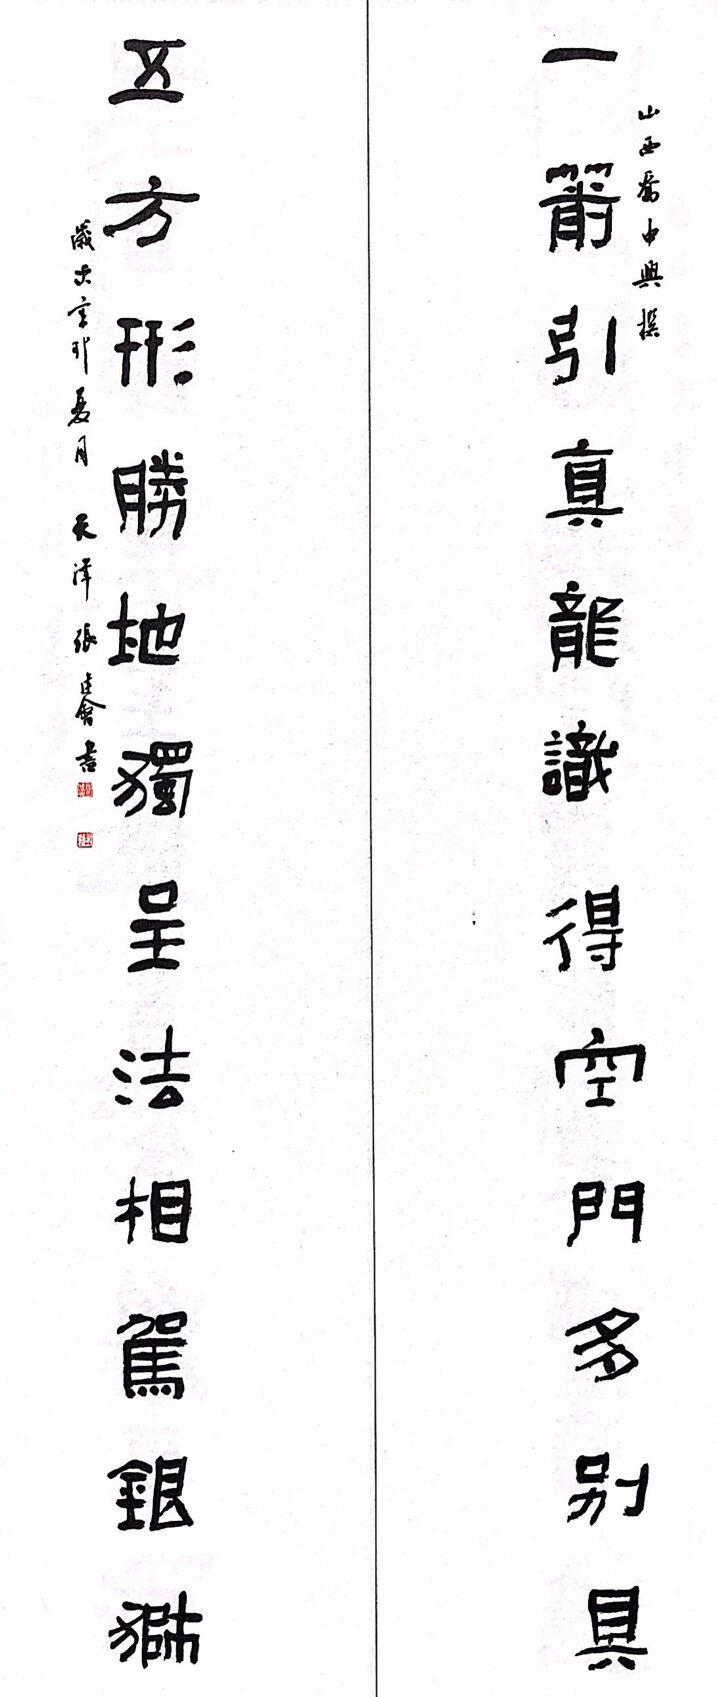 山西喬中興撰
一箭引真龍識得空門多別具
五方形勝地獨呈法相駕銀獅
歲次辛卯夏月 天澤張建會書